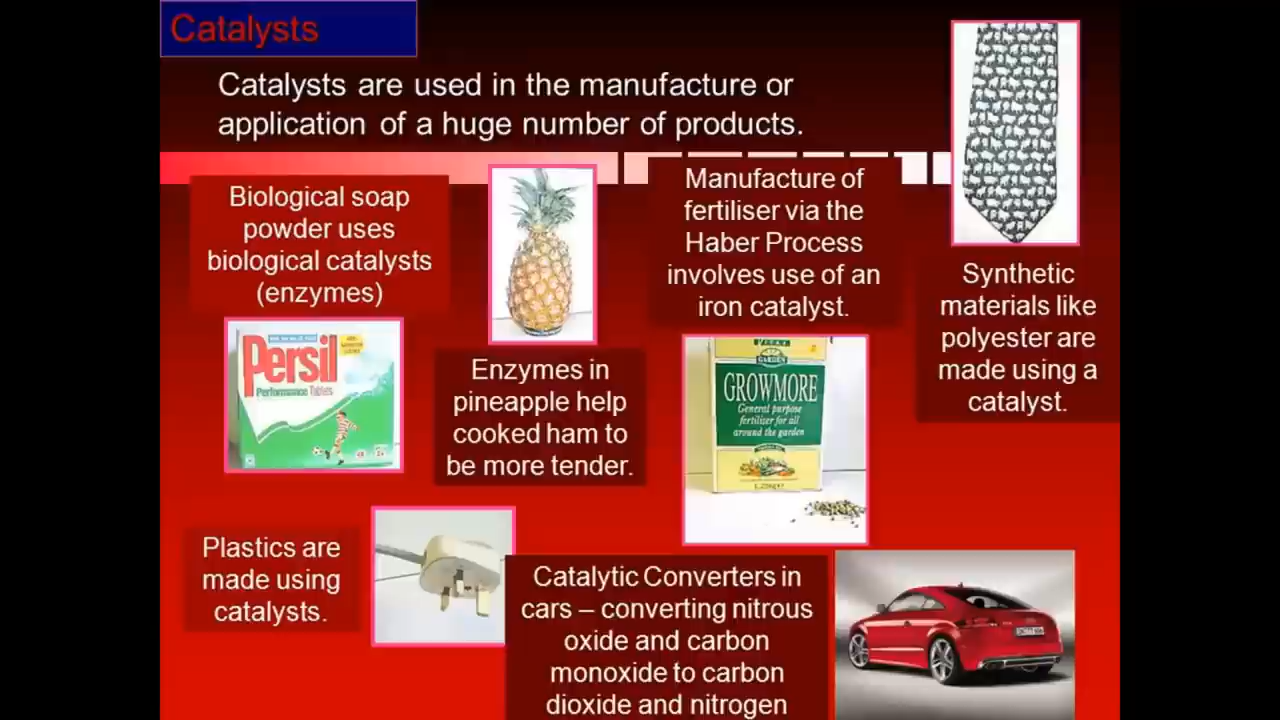 Catalysts
Catalysts are used in the manufacture or
application of a huge number of products.
Biological soap
powder uses
biological catalysts
(enzymes)
Persil
Performance Tablets
Enzymes in
pineapple help
cooked ham to
be more tender.
Manufacture of
fertiliser via the
Haber Process
involves use of an
iron catalyst.
GARDEN
GROWMORE
General purpose
fertiliser for all
around the garden
Synthetic
materials like
polyester are
made using a
catalyst.
Plastics are
made using
catalysts.
Catalytic Converters in
cars – converting nitrous
oxide and carbon
monoxide to carbon
dioxide and nitrogen